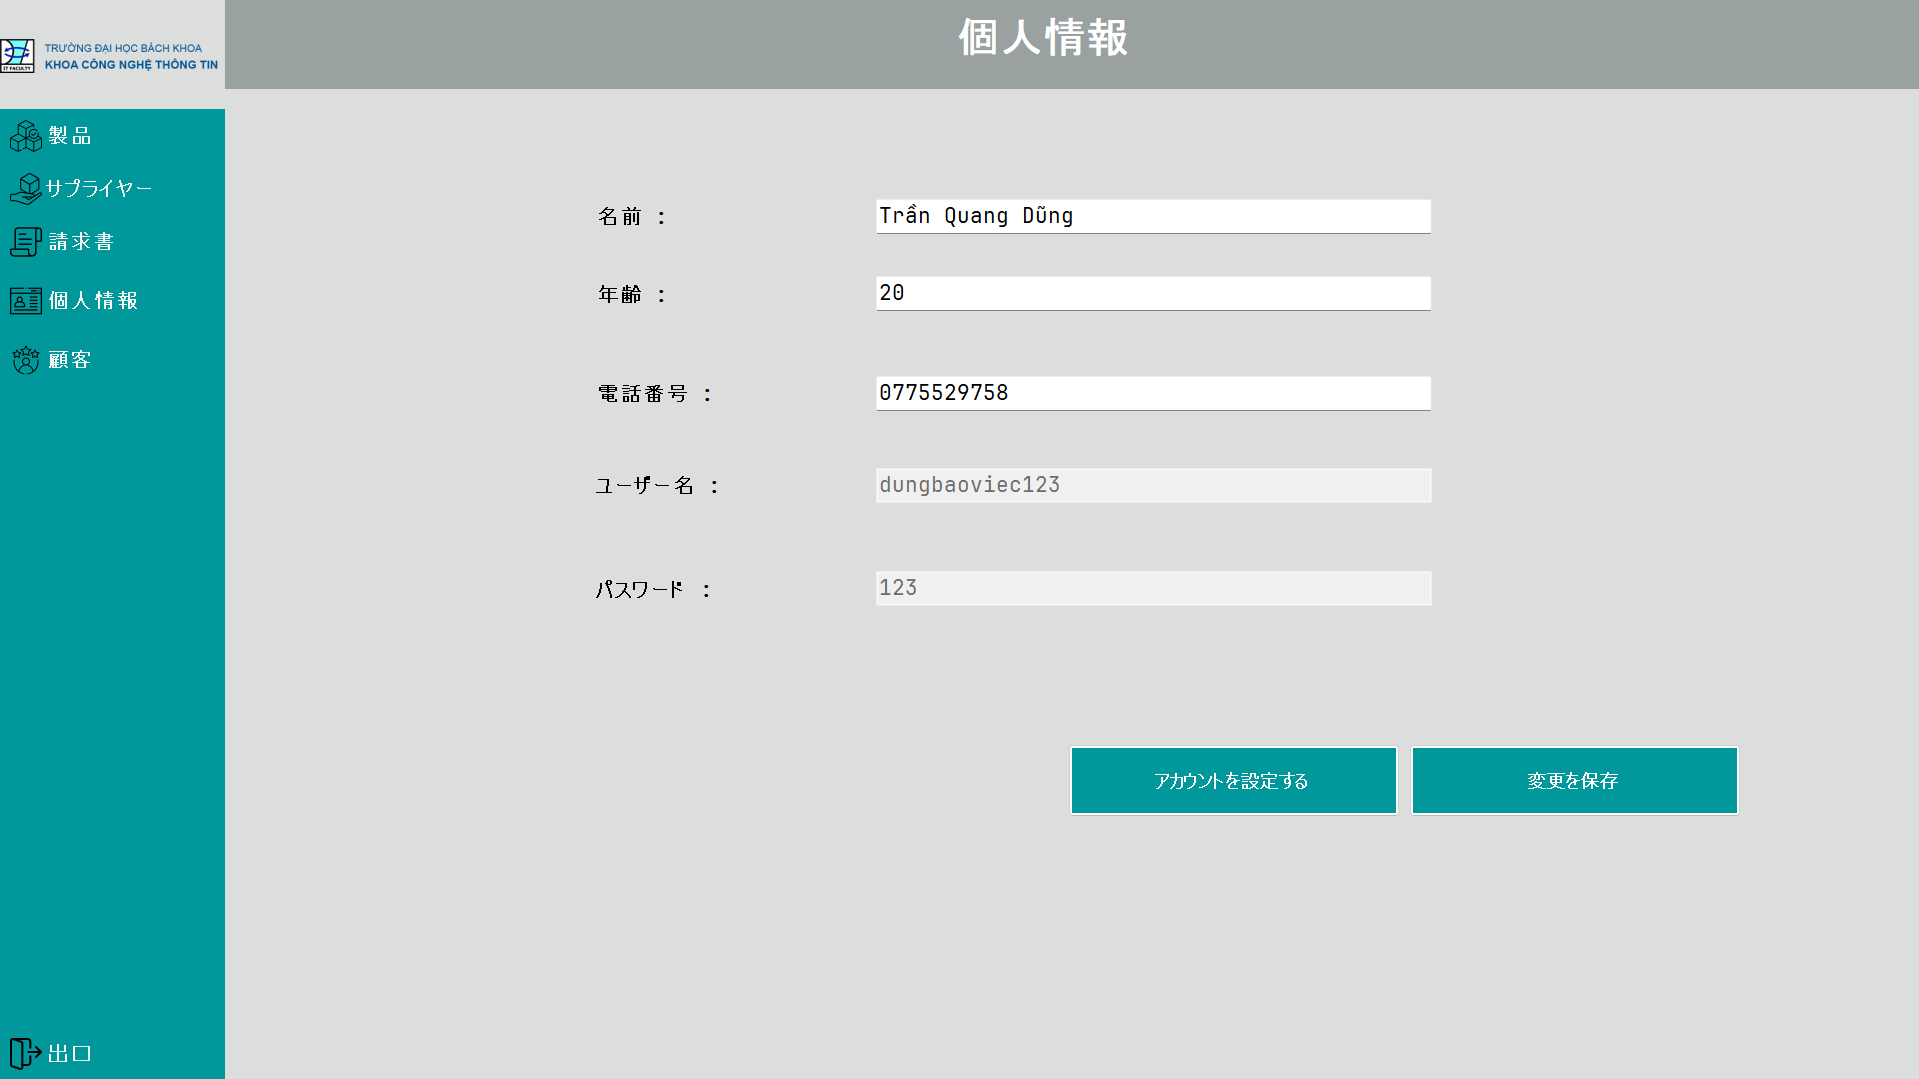 個人情報
TRƯỜNG ĐẠI HỌC BÁCH KHOA
KHOA CÔNG NGHỆ THÔNG TIN
IT FACULTY
製品
サプライヤー
請求書
個人情報
顧客
出口
名前 : Trần Quang Dũng
年齢 : 20
電話番号 : 0775529758
ユーザー名 : dungbaoviec123
パスワード : 123
アカウントを設定する
変更を保存